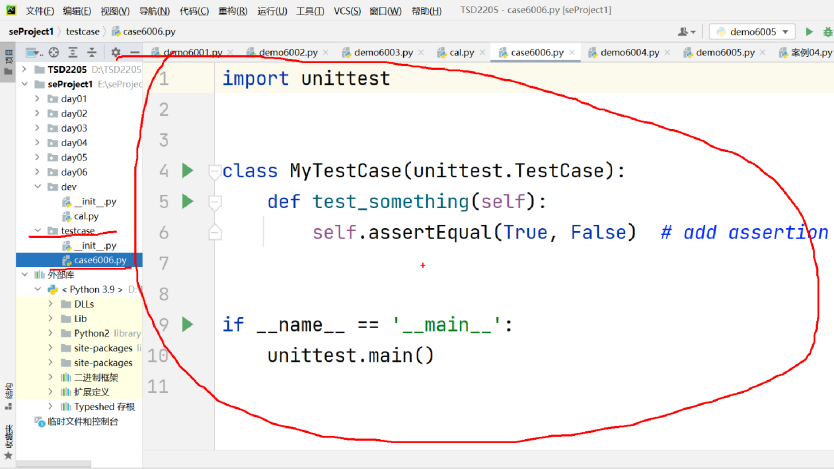 文件(F) 编辑(E) 视图(V) 导航(N) 代码(C) 重构(R) 运行(U) 工具(T) VCS(S) 窗口(W) 帮助(H) TSD2205 - case6006.py [seProject1]
seProject1 testcase case6006.py demo6005
demo6001.py demo6002.py demo6003.py cal.py case6006.py demo6004.py demo6005.py 案例04.py
TSD2205 D:\TSD2205
seProject1 E:\seProjec
day01
day02
day03
day04
day05
day06
dev
__init__.py
cal.py
testcase
__init__.py
case6006.py
外部库
< Python 3.9 > D:\
DLLs
Lib
Python2 library
site-packages li
site-packages
二进制框架
扩展定义
Typeshed 存根
临时文件和控制台
1 import unittest
2
3
4 class MyTestCase(unittest.TestCase):
5 def test_something(self):
6 self.assertEqual(True, False) # add assertion
7
8
9 if __name__ == '__main__':
10 unittest.main()
11